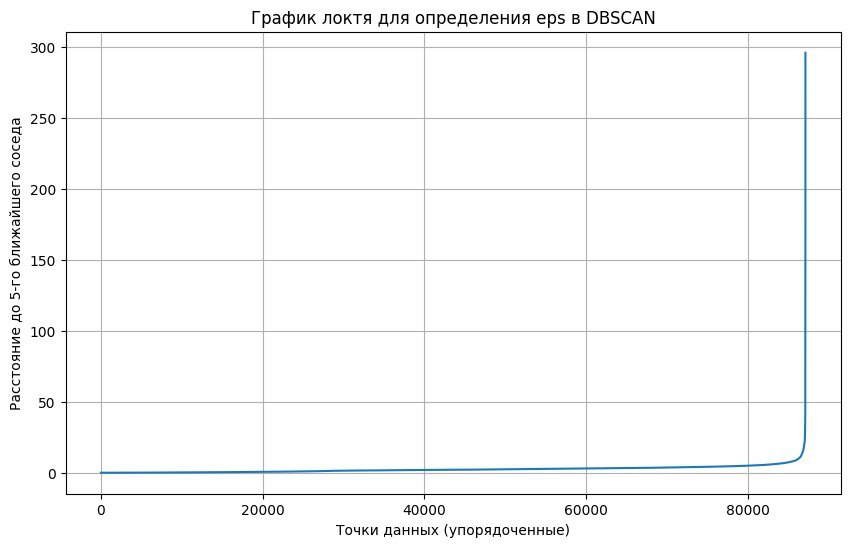 График локтя для определения eps в DBSCAN
300
250
200
150
100
50
0
Расстояние до 5-го ближайшего соседа
0 20000 40000 60000 80000
Точки данных (упорядоченные)